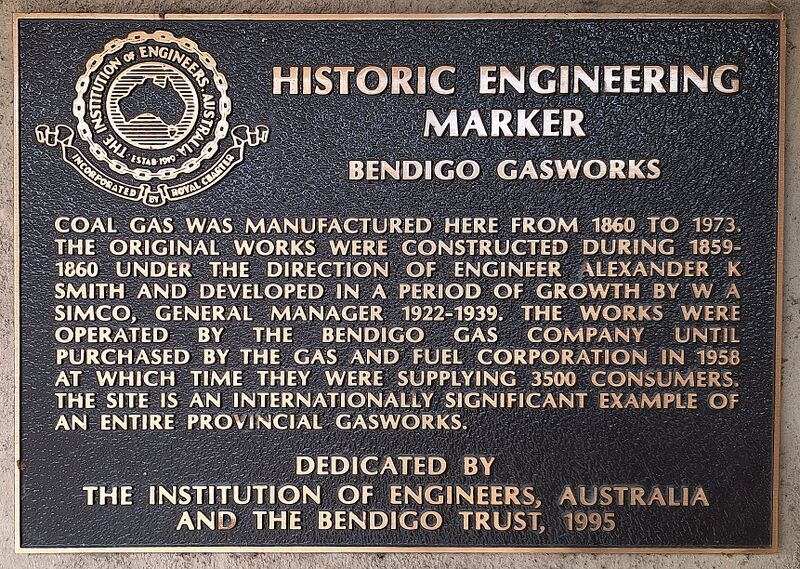 THE INSTITUTION OF ENGINEERS, AUSTRALIA
ESTAB 1919
INCORPORATED BY ROYAL CHARTER
HISTORIC ENGINEERING
MARKER
BENDIGO GASWORKS
COAL GAS WAS MANUFACTURED HERE FROM 1860 TO 1973.
THE ORIGINAL WORKS WERE CONSTRUCTED DURING 1859-
1860 UNDER THE DIRECTION OF ENGINEER ALEXANDER K
SMITH AND DEVELOPED IN A PERIOD OF GROWTH BY W A
SIMCO, GENERAL MANAGER 1922-1939. THE WORKS WERE
OPERATED BY THE BENDIGO GAS COMPANY UNTIL
PURCHASED BY THE GAS AND FUEL CORPORATION IN 1958
AT WHICH TIME THEY WERE SUPPLYING 3500 CONSUMERS.
THE SITE IS AN INTERNATIONALLY SIGNIFICANT EXAMPLE OF
AN ENTIRE PROVINCIAL GASWORKS.
DEDICATED BY
THE INSTITUTION OF ENGINEERS, AUSTRALIA
AND THE BENDIGO TRUST, 1995